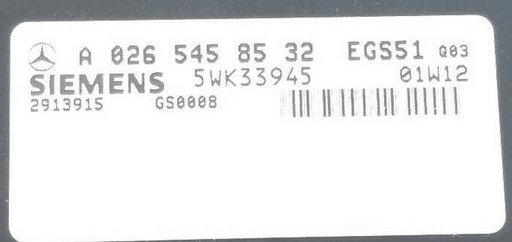 A 026 545 85 32 EGS51 Q03
SIEMENS 5WK33945 01W12
2913915 GS0008